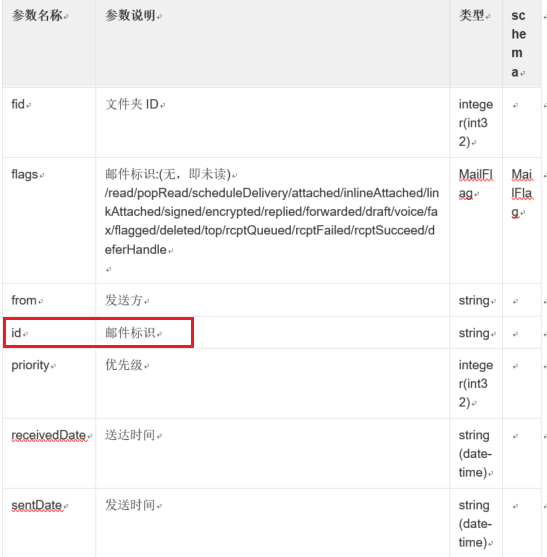 参数名称 参数说明 类型 sc
he
m
a
fid 文件夹 ID intege
r(int3
2)
flags 邮件标识:(无，即未读) MailFl Mai
/read/popRead/scheduleDelivery/attached/inlineAttached/lin ag lFla
kAttached/signed/encrypted/replied/forwarded/draft/voice/fa g
x/flagged/deleted/top/rcptQueued/rcptFailed/rcptSucceed/d
eferHandle
from 发送方 string
id 邮件标识 string
priority 优先级 intege
r(int3
2)
receivedDate 送达时间 string
(date-
time)
sentDate 发送时间 string
(date-
time)